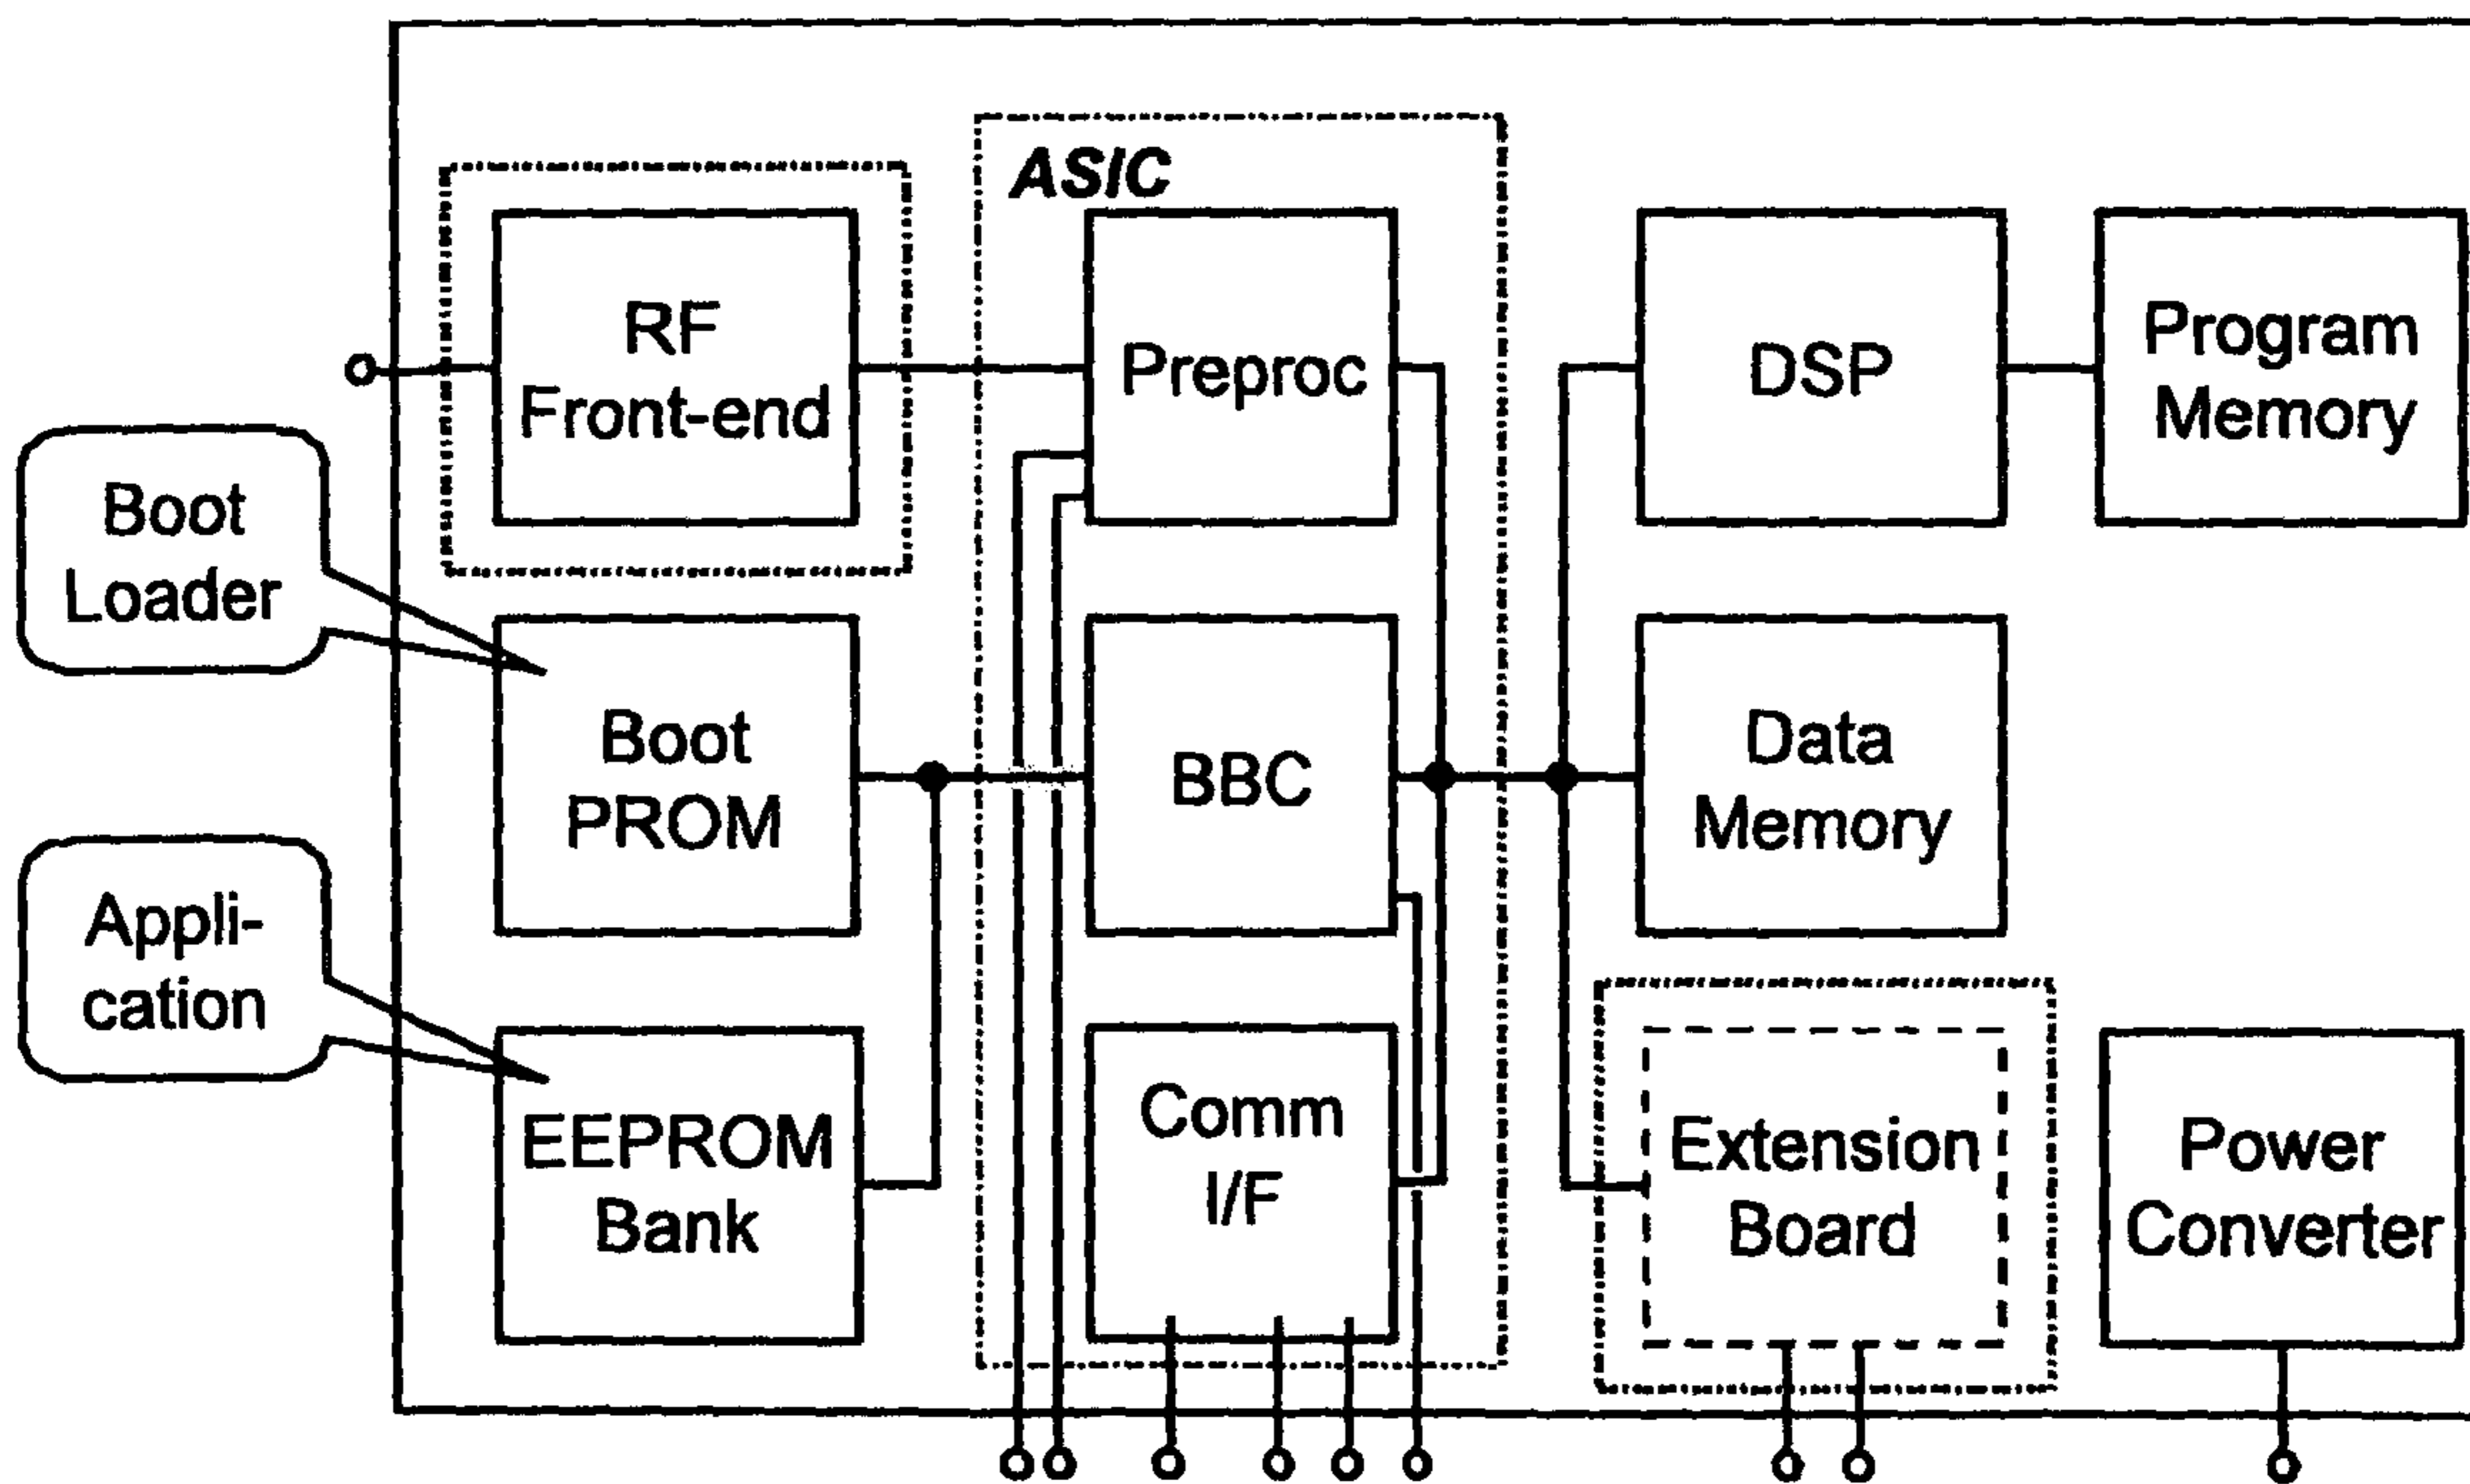 ASIC
RF
Front-end
Preproc
DSP
Program
Memory
Boot
Loader
Boot
PROM
BBC
Data
Memory
Appli-
cation
EEPROM
Bank
Comm
I/F
Extension
Board
Power
Converter